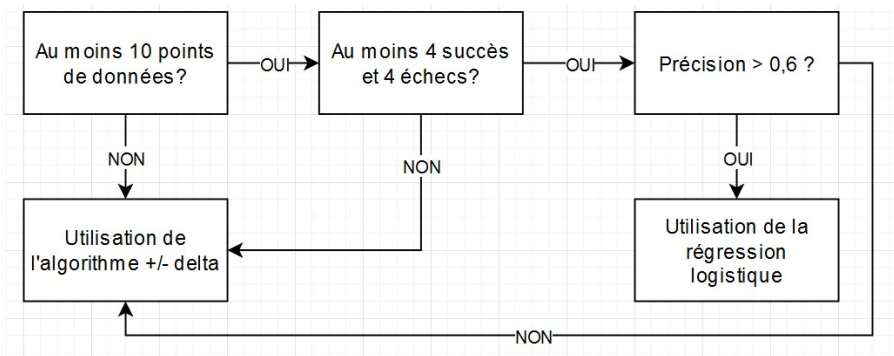 Au moins 10 points
de données?
OUI
Au moins 4 succès
et 4 échecs?
OUI
Précision > 0,6 ?
NON
NON
OUI
Utilisation de
l'algorithme +/- delta
Utilisation de la
régression
logistique
NON